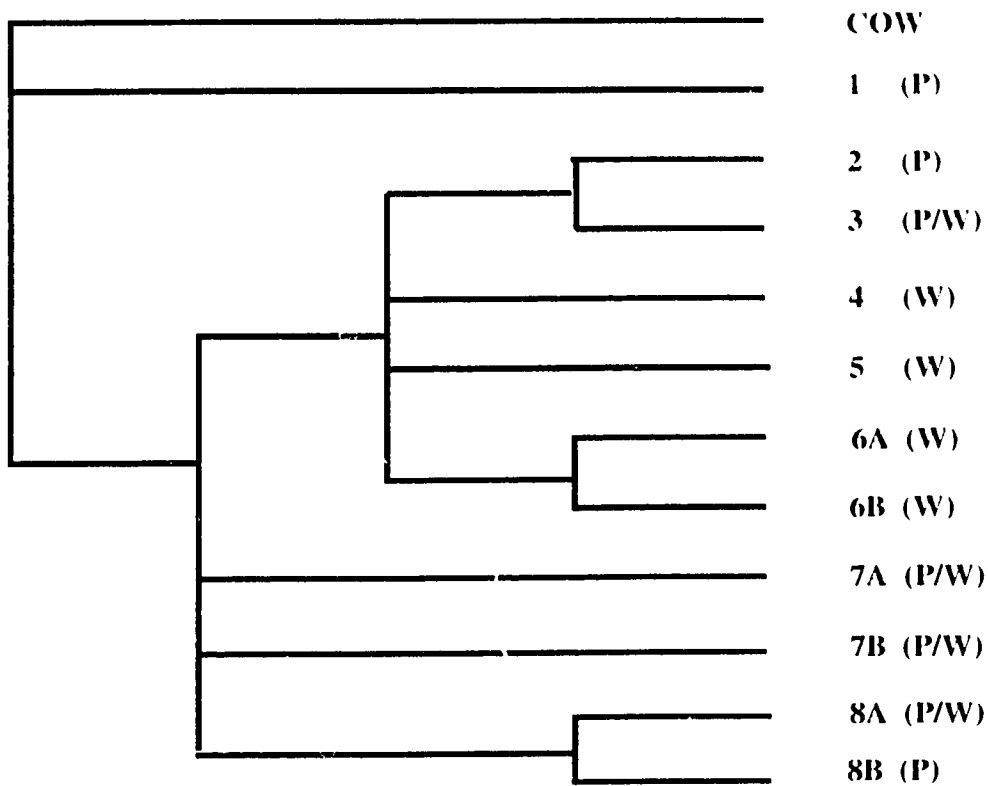 COW
1 (P)
2 (P)
3 (P/W)
4 (W)
5 (W)
6A (W)
6B (W)
7A (P/W)
7B (P/W)
8A (P/W)
8B (P)